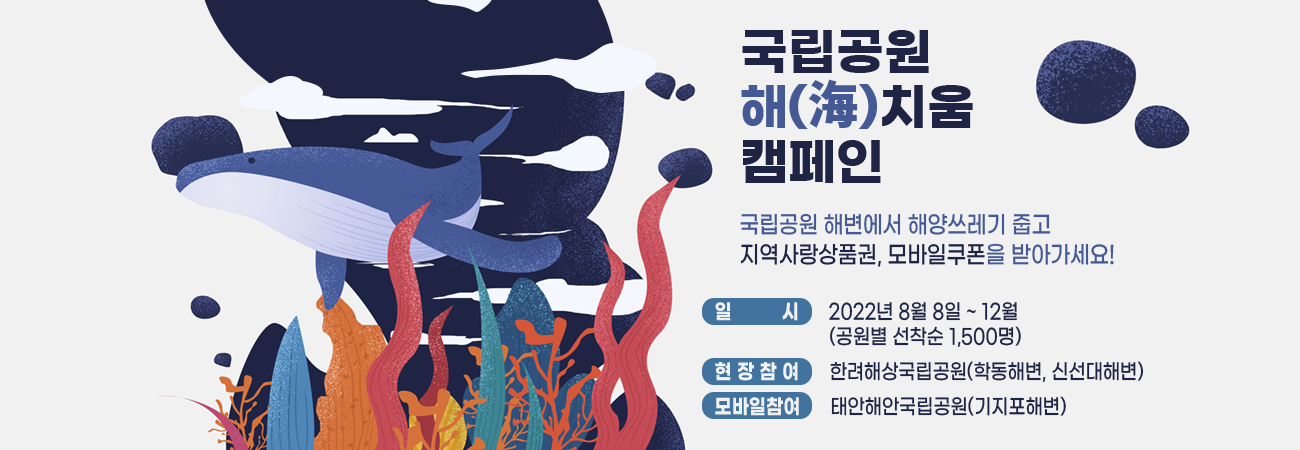 국립공원
해(海)치움
캠페인
국립공원 해변에서 해양쓰레기 줍고
지역사랑상품권, 모바일쿠폰을 받아가세요!
일 시 2022년 8월 8일 ~ 12월
(공원별 선착순 1,500명)
현장참여 한려해상국립공원(학동해변, 신선대해변)
모바일참여 태안해안국립공원(기지포해변)